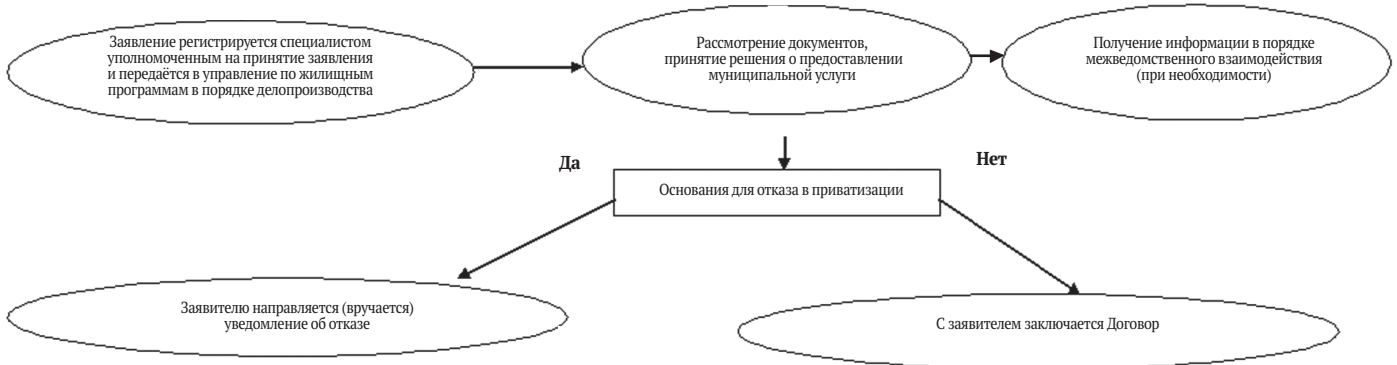 Заявление регистрируется специалистом
уполномоченным на принятие заявления
и передаётся в управление по жилищным
программам в порядке делопроизводства
Рассмотрение документов,
принятие решения о предоставлении
муниципальной услуги
Получение информации в порядке
межведомственного взаимодействия
(при необходимости)
Да
Нет
Основания для отказа в приватизации
Заявителю направляется (вручается)
уведомление об отказе
С заявителем заключается Договор